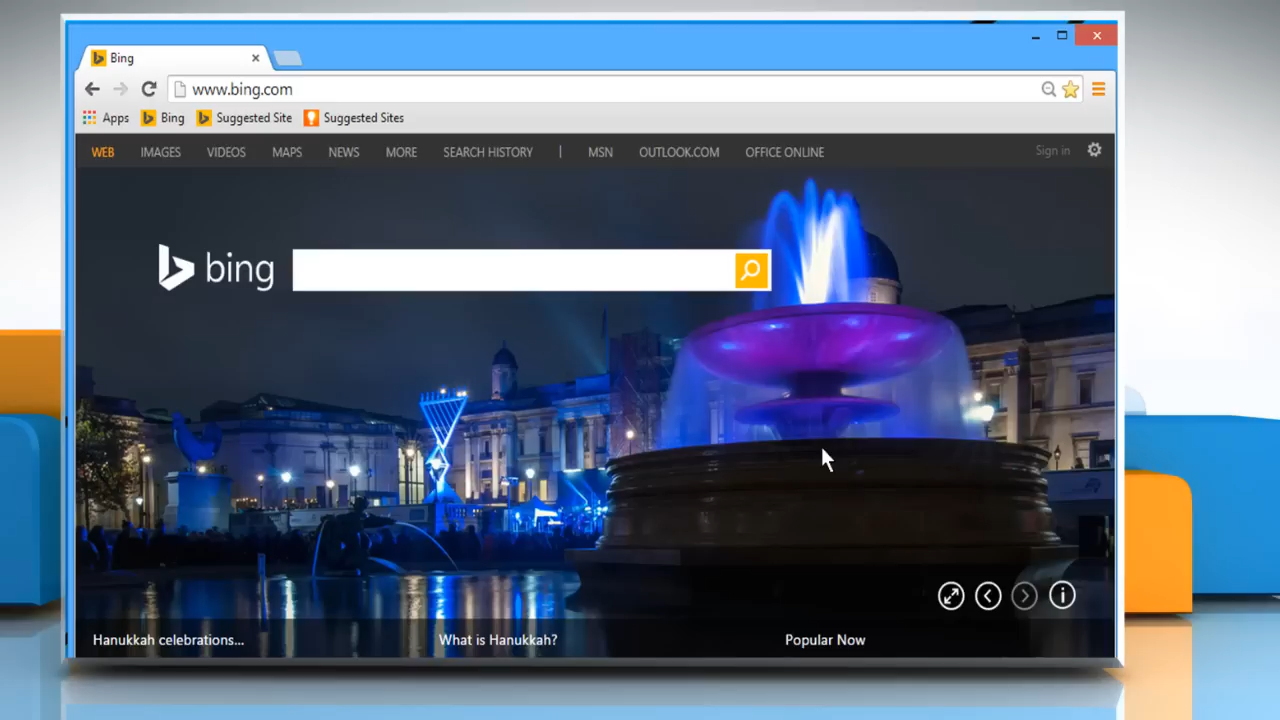 Bing
www.bing.com
Apps Bing Suggested Site Suggested Sites
WEB IMAGES VIDEOS MAPS NEWS MORE SEARCH HISTORY | MSN OUTLOOK.COM OFFICE ONLINE Sign in
bing
Hanukkah celebrations... What is Hanukkah? Popular Now